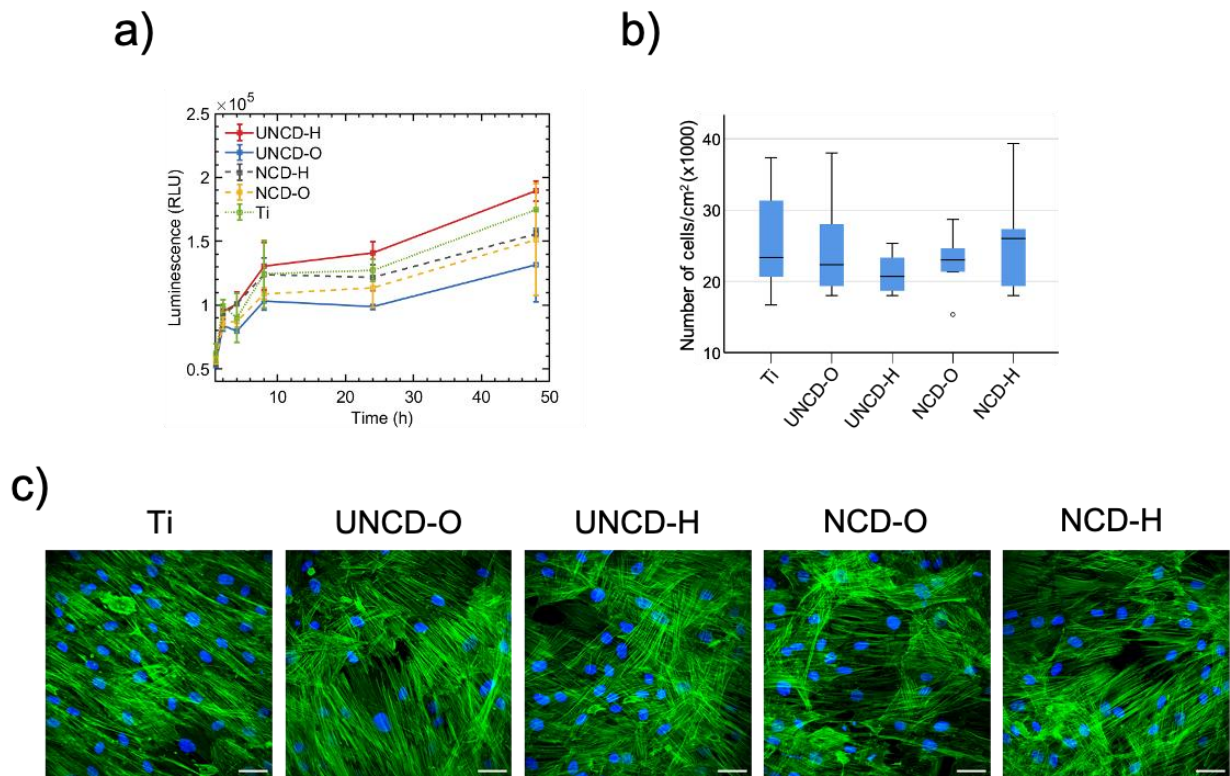 a)
×10⁵
2.5
2
1.5
1
0.5
Luminescence (RLU)
UNCD-H
UNCD-O
NCD-H
NCD-O
Ti
10
20
30
40
50
Time (h)
b)
Number of cells/cm² (x1000)
40
30
20
10
Ti
UNCD-O
UNCD-H
NCD-O
NCD-H
c)
Ti
UNCD-O
UNCD-H
NCD-O
NCD-H